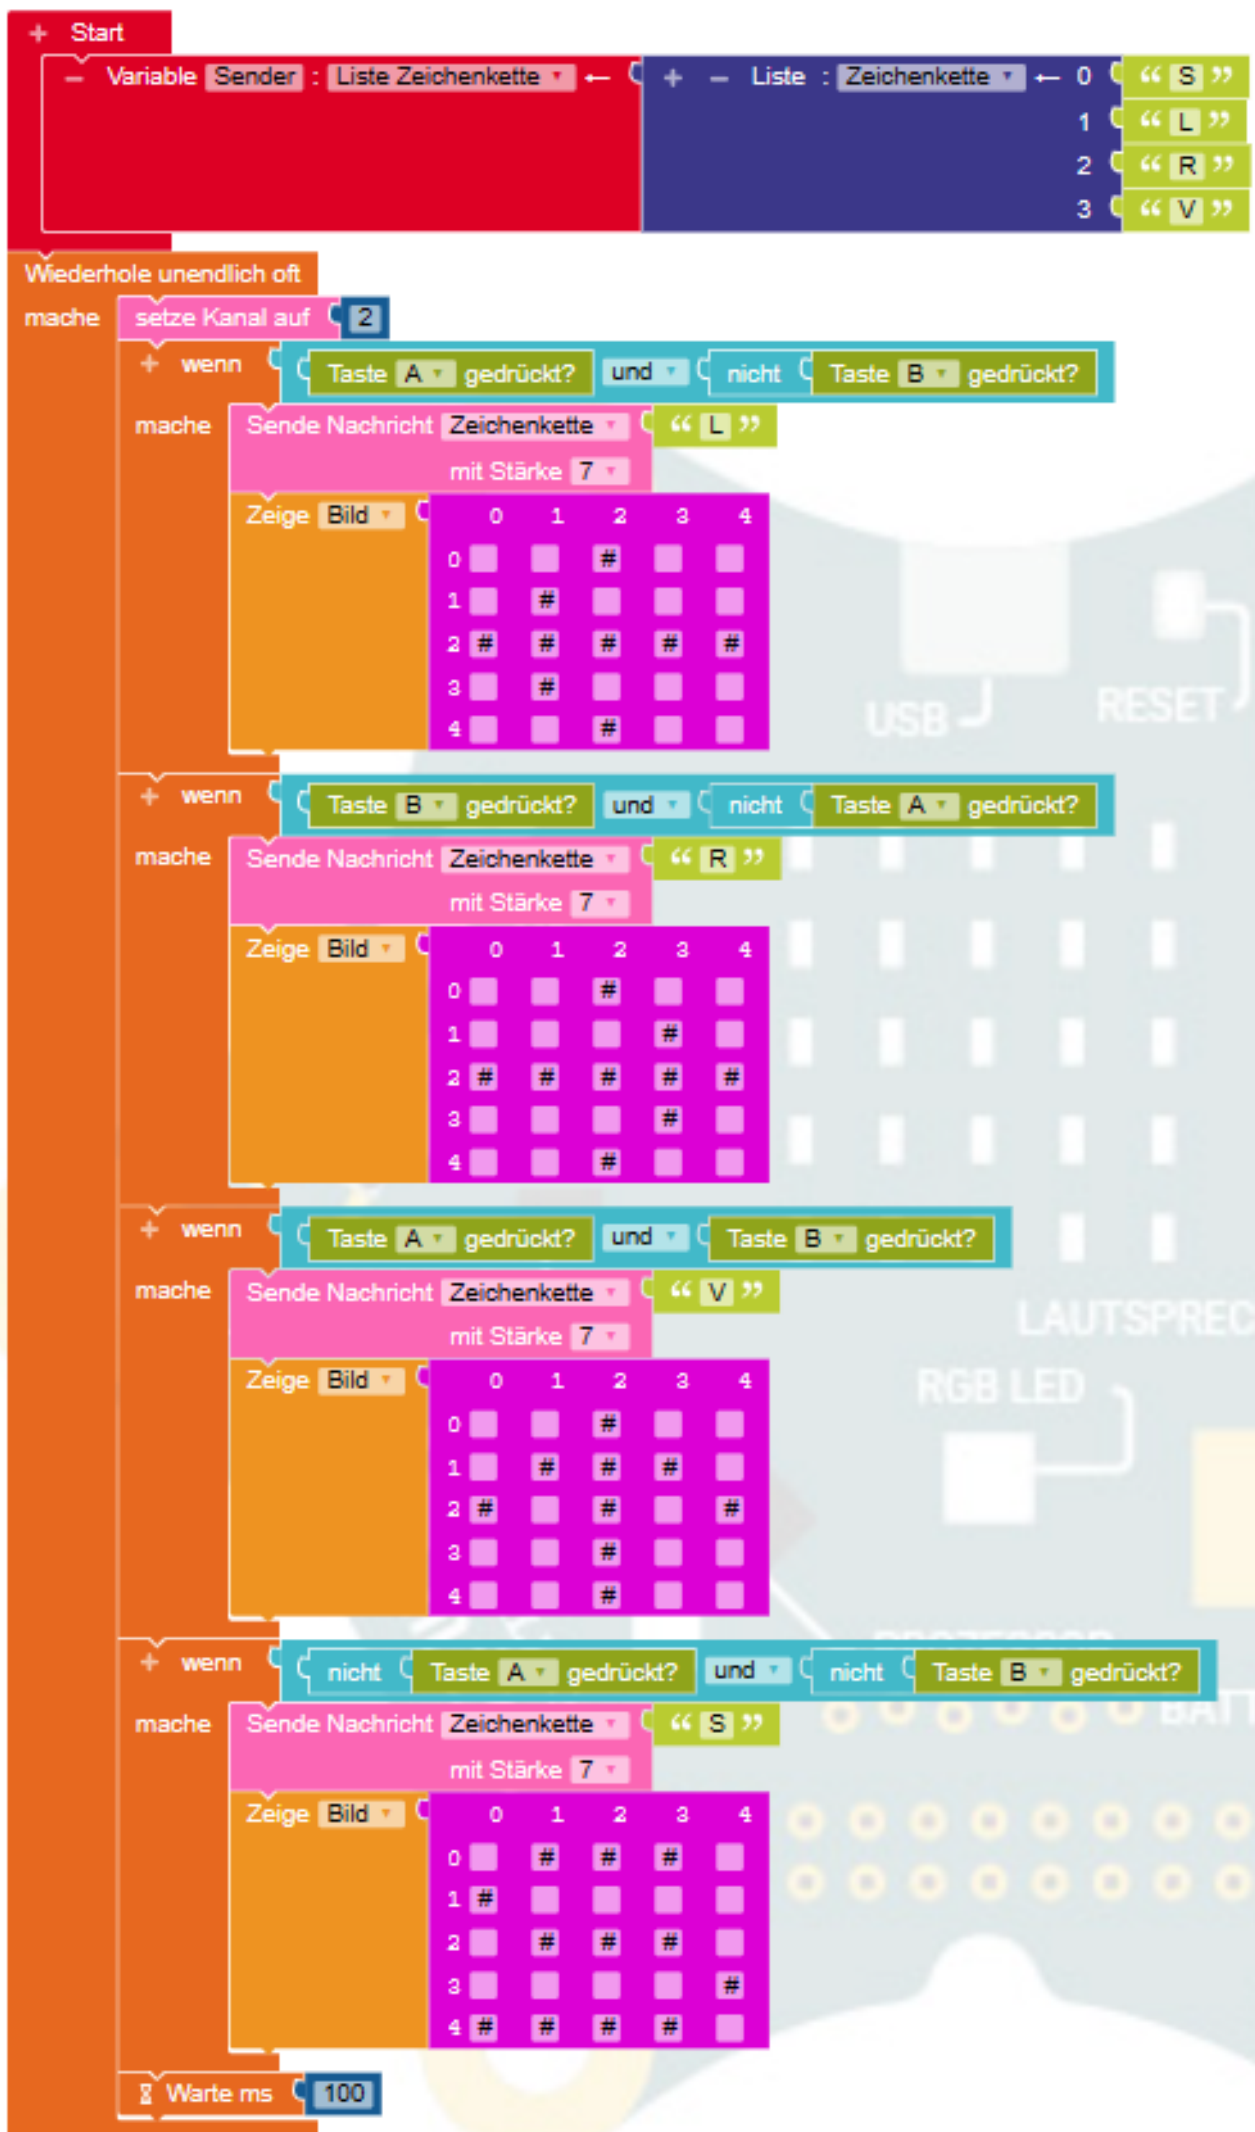 + Start
− Variable Sender : Liste Zeichenkette ← + − Liste : Zeichenkette ← 0 “ S ”
1 “ L ”
2 “ R ”
3 “ V ”
Wiederhole unendlich oft
mache setze Kanal auf 2
+ wenn Taste A gedrückt? und nicht Taste B gedrückt?
mache Sende Nachricht Zeichenkette “ L ”
mit Stärke 7
Zeige Bild 0 1 2 3 4
0 #
1 #
2 # # # # #
3 #
4 #
USB RESET
+ wenn Taste B gedrückt? und nicht Taste A gedrückt?
mache Sende Nachricht Zeichenkette “ R ”
mit Stärke 7
Zeige Bild 0 1 2 3 4
0 #
1 #
2 # # # # #
3 #
4 #
+ wenn Taste A gedrückt? und Taste B gedrückt?
mache Sende Nachricht Zeichenkette “ V ”
LAUTSPREC
mit Stärke 7
Zeige Bild 0 1 2 3 4
RGB LED
0 #
1 # # #
2 # # #
3 #
4 #
+ wenn nicht Taste A gedrückt? und nicht Taste B gedrückt?
mache Sende Nachricht Zeichenkette “ S ”
BATT
mit Stärke 7
Zeige Bild 0 1 2 3 4
0 # # #
1 #
2 # # #
3 #
4 # # # #
Warte ms 100